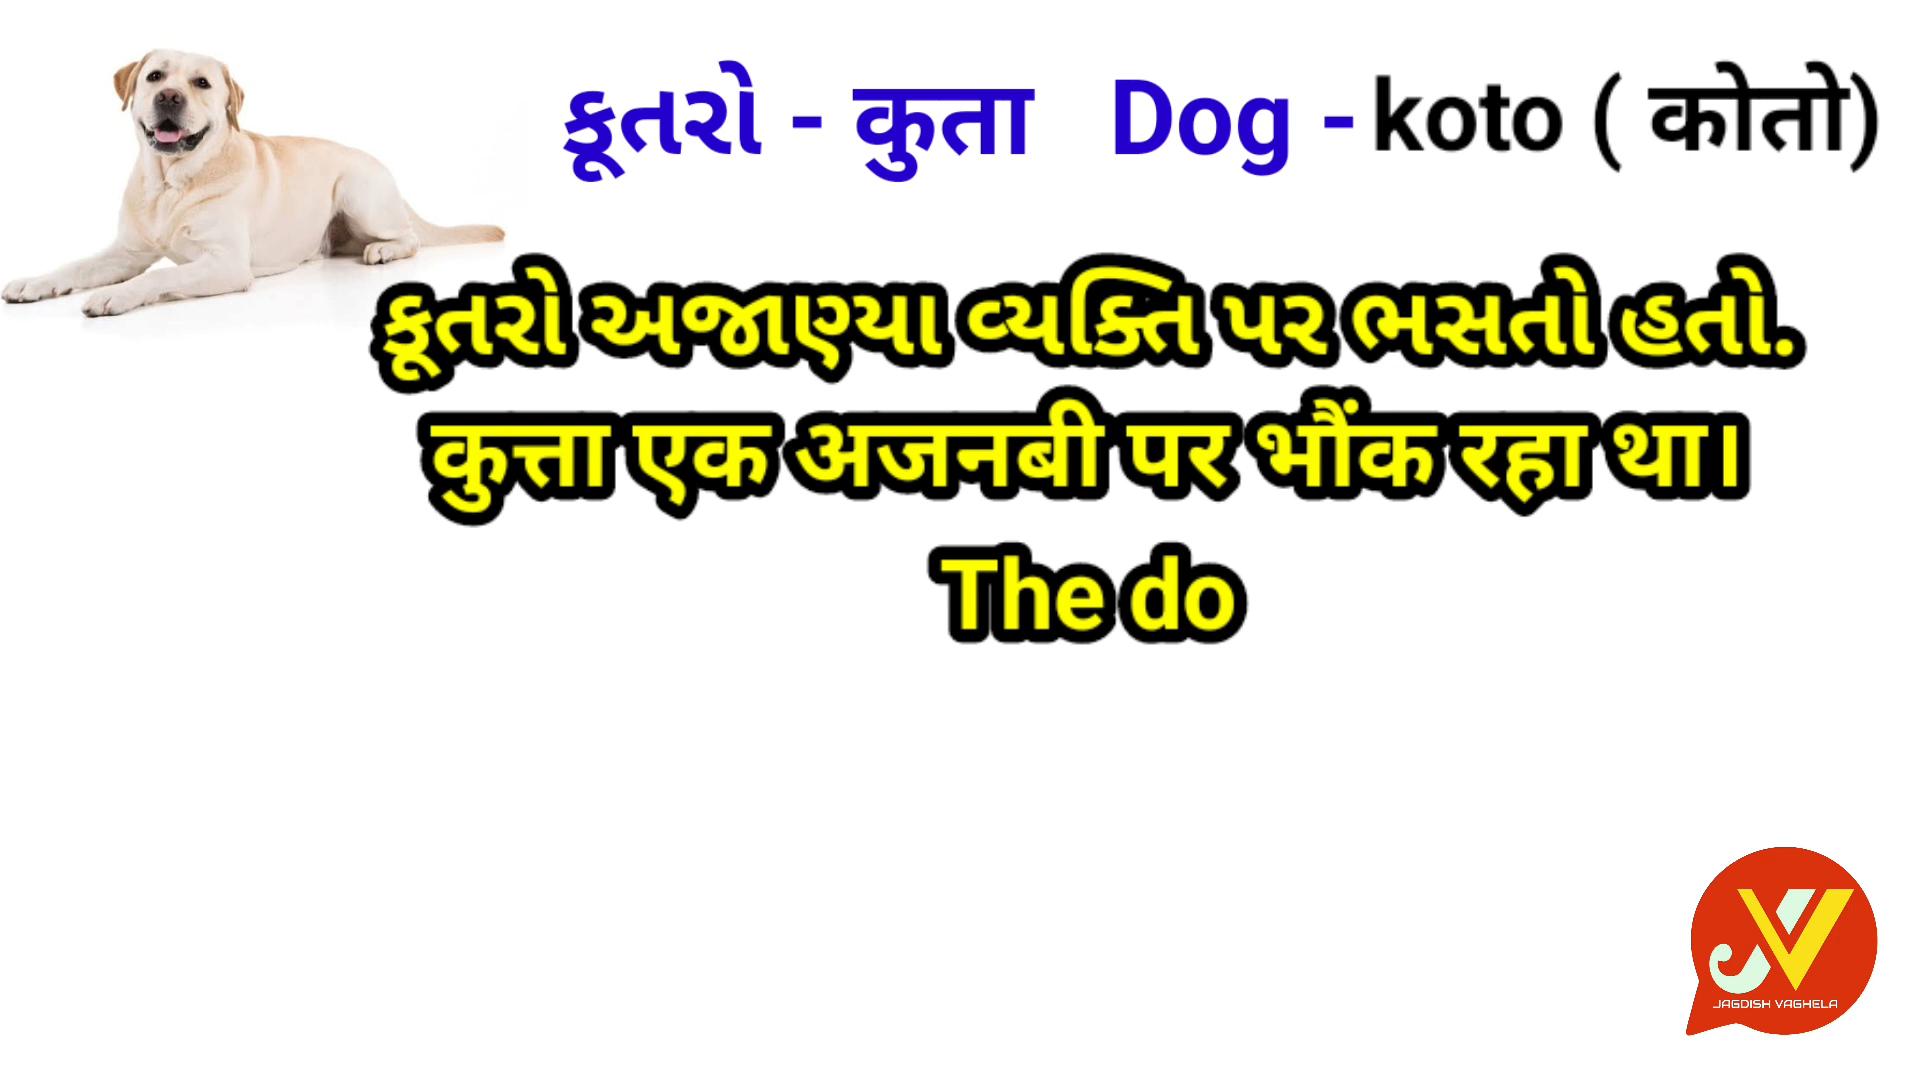 કૂતરો - कुता Dog - koto ( कोतो)
કૂતરો અજાણ્યા વ્યક્તિ પર ભસતો હતો.
कुत्ता एक अजनबी पर भौंक रहा था।
The do
JAGDISH VAGHELA